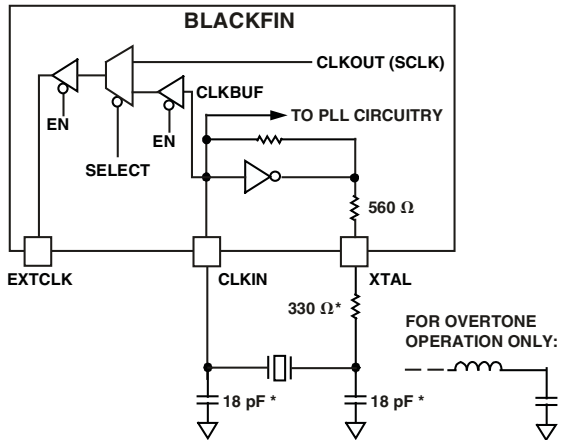 BLACKFIN
CLKOUT (SCLK)
CLKBUF
TO PLL CIRCUITRY
EN
EN
SELECT
560 Ω
EXTCLK
CLKIN
XTAL
330 Ω*
FOR OVERTONE
OPERATION ONLY:
18 pF *
18 pF *